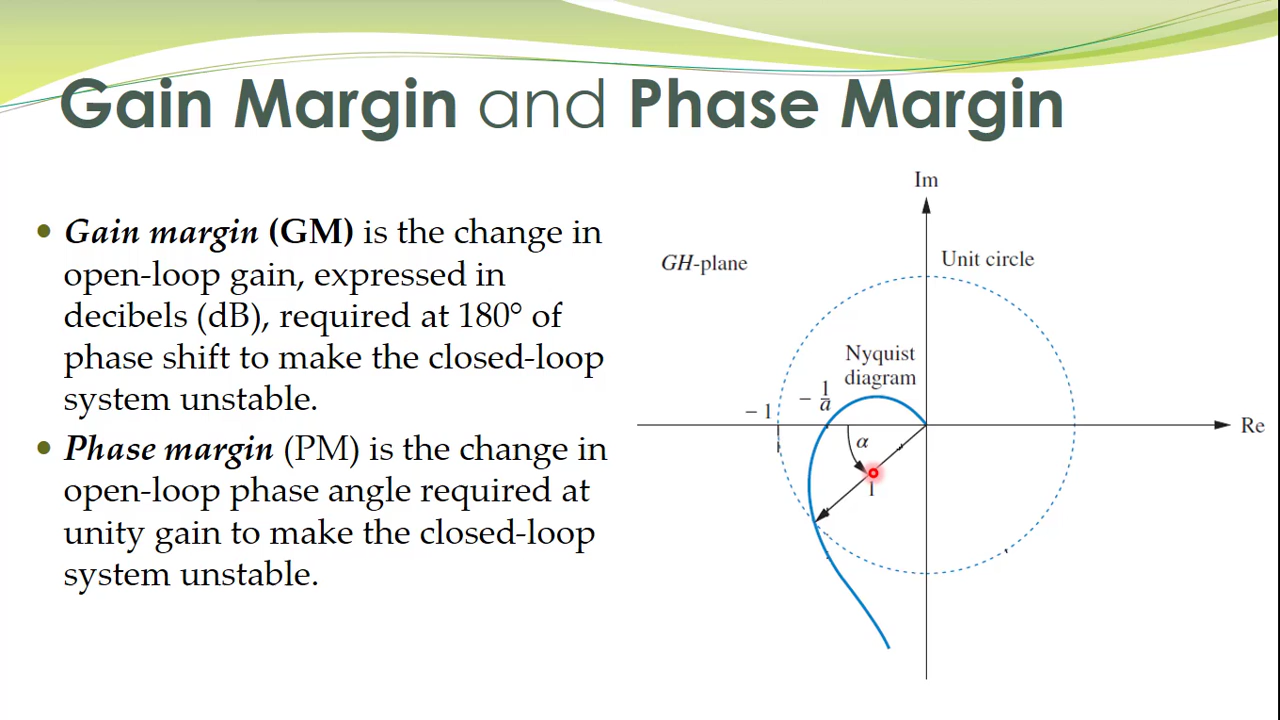 Gain Margin and Phase Margin
• Gain margin (GM) is the change in
open-loop gain, expressed in
decibels (dB), required at 180° of
phase shift to make the closed-loop
system unstable.
• Phase margin (PM) is the change in
open-loop phase angle required at
unity gain to make the closed-loop
system unstable.
Im
GH-plane
Unit circle
Nyquist
diagram
− 1
− 1/a
α
Re
1